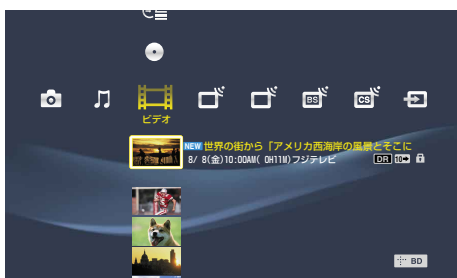 BS
CS
ビデオ
NEW 世界の街から「アメリカ西海岸の風景とそこに
8/ 8(金)10:00AM( 0H11M)フジテレビ DR 10
BD